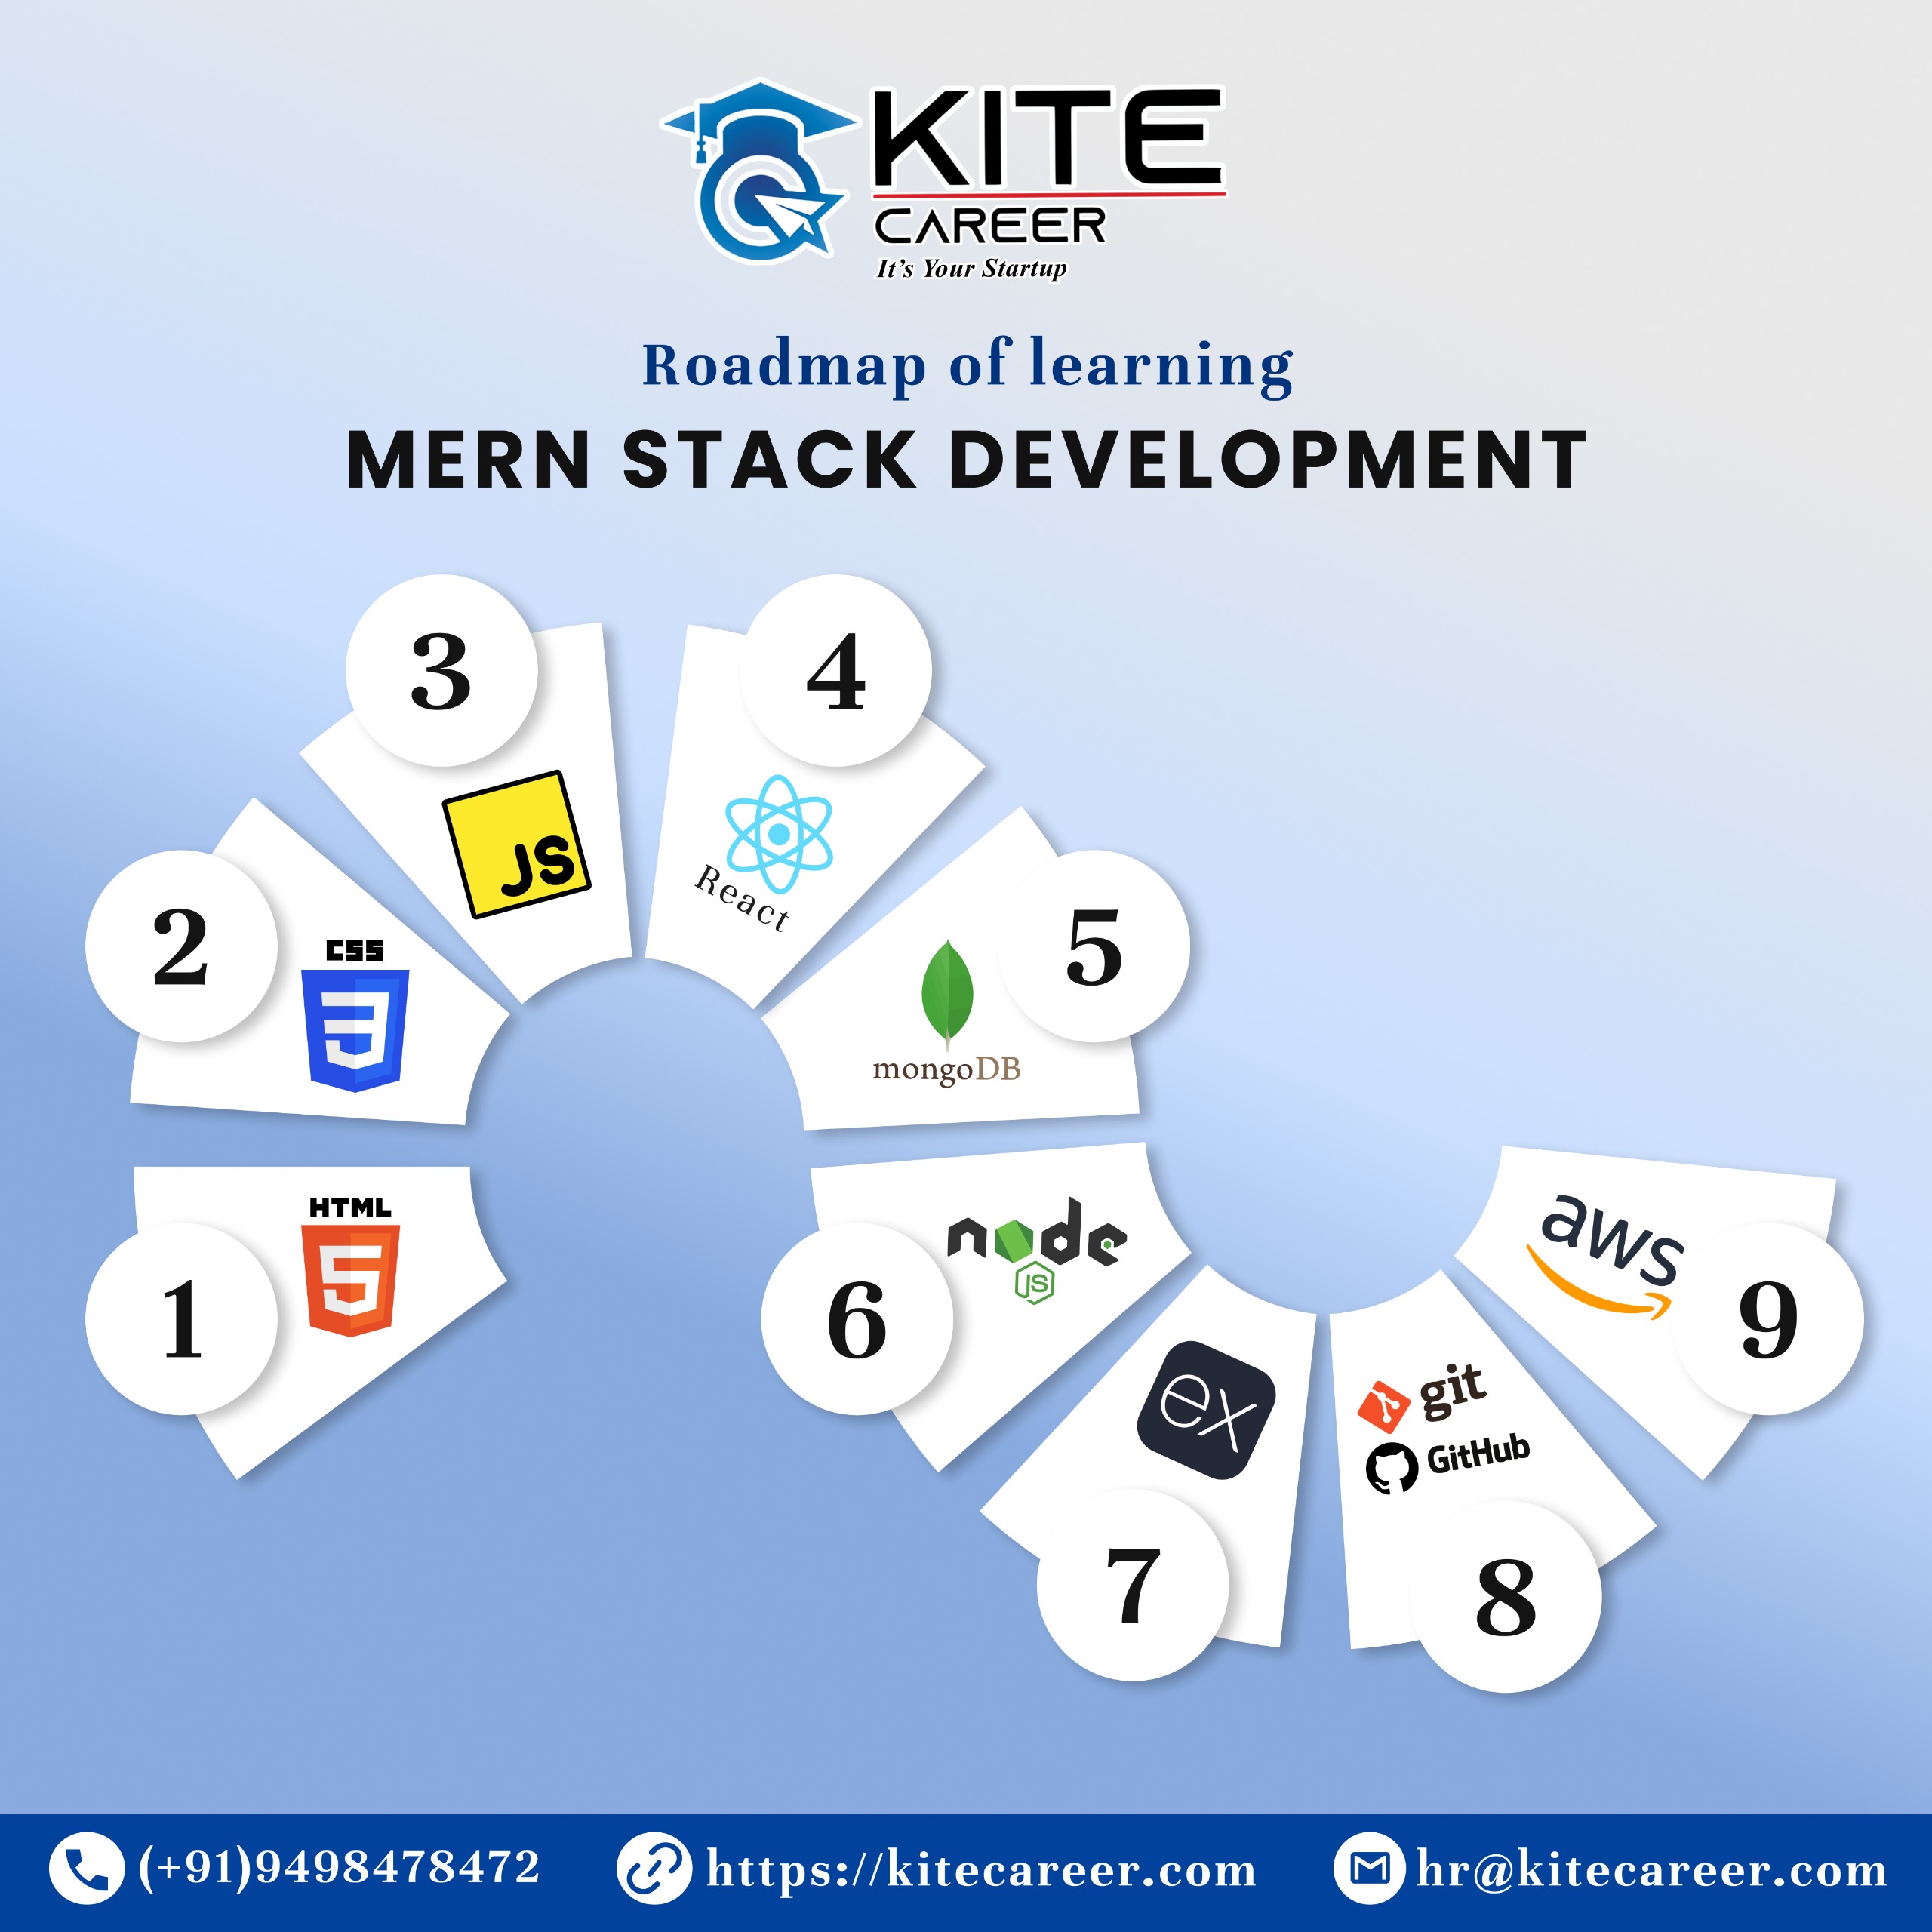 KITE
CAREER
It's Your Startup
Roadmap of learning
MERN STACK DEVELOPMENT
1
HTML
5
2
CSS
3
3
JS
4
React
5
mongoDB
6
node
JS
7
ex
8
git
GitHub
9
aws
(+91)9498478472
https://kitecareer.com
hr@kitecareer.com